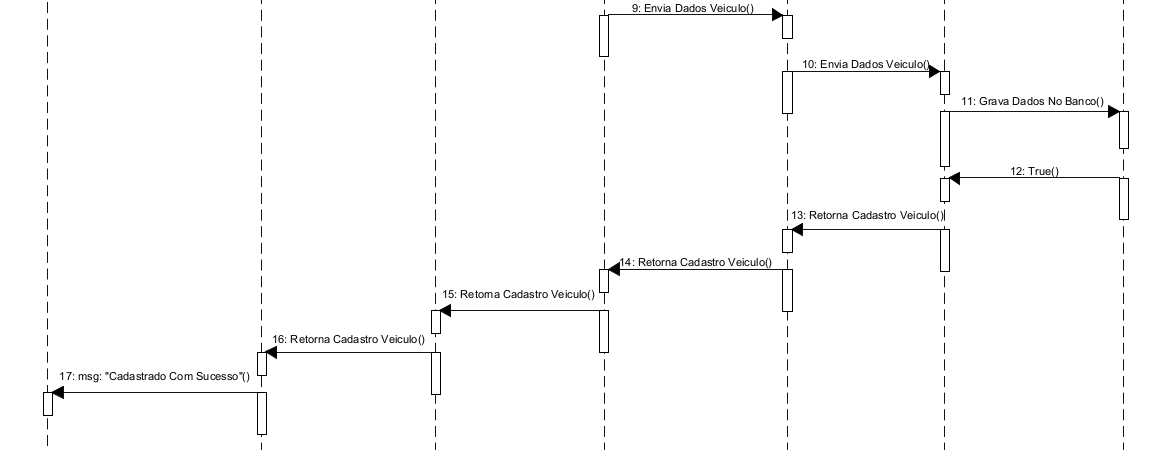 9: Envia Dados Veiculo()
10: Envia Dados Veiculo()
11: Grava Dados No Banco()
12: True()
13: Retorna Cadastro Veiculo()
14: Retorna Cadastro Veiculo()
15: Retorna Cadastro Veiculo()
16: Retorna Cadastro Veiculo()
17: msg: "Cadastrado Com Sucesso"()